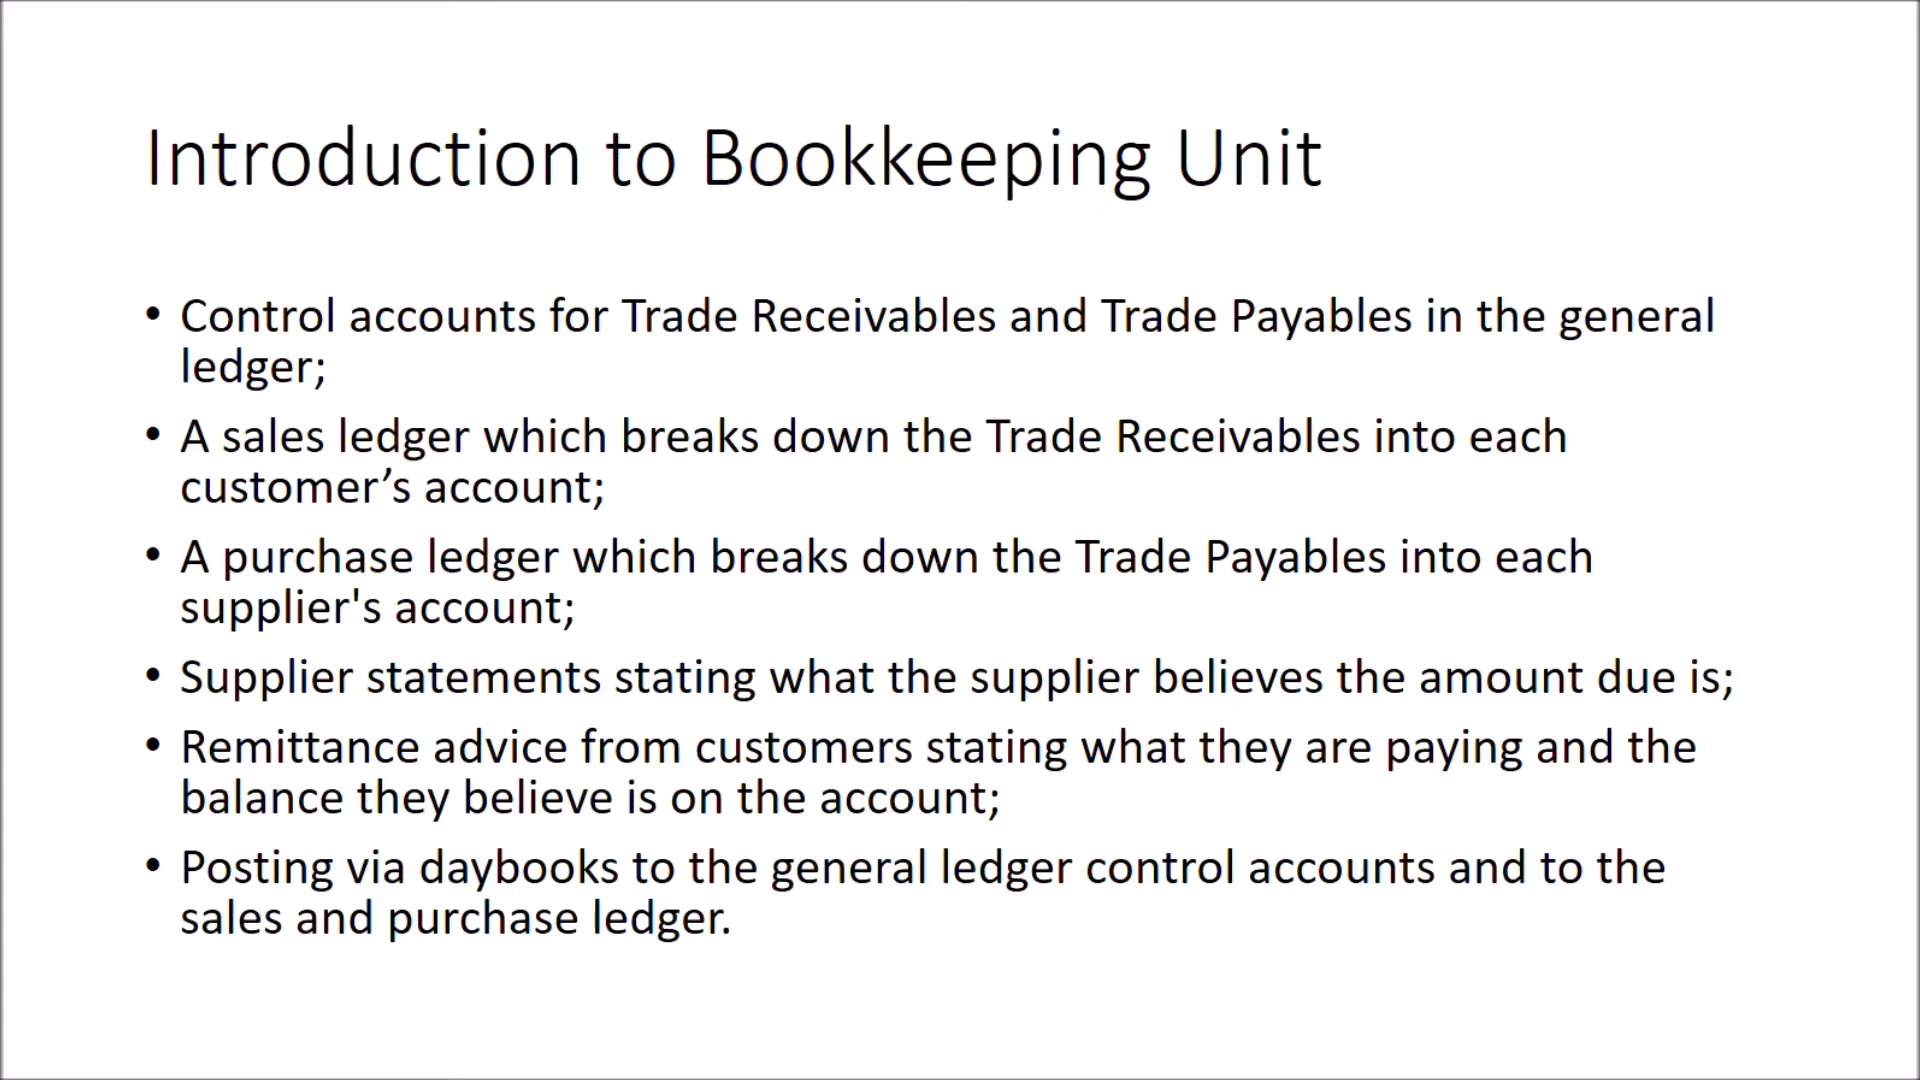 Introduction to Bookkeeping Unit
• Control accounts for Trade Receivables and Trade Payables in the general
ledger;
• A sales ledger which breaks down the Trade Receivables into each
customer’s account;
• A purchase ledger which breaks down the Trade Payables into each
supplier's account;
• Supplier statements stating what the supplier believes the amount due is;
• Remittance advice from customers stating what they are paying and the
balance they believe is on the account;
• Posting via daybooks to the general ledger control accounts and to the
sales and purchase ledger.